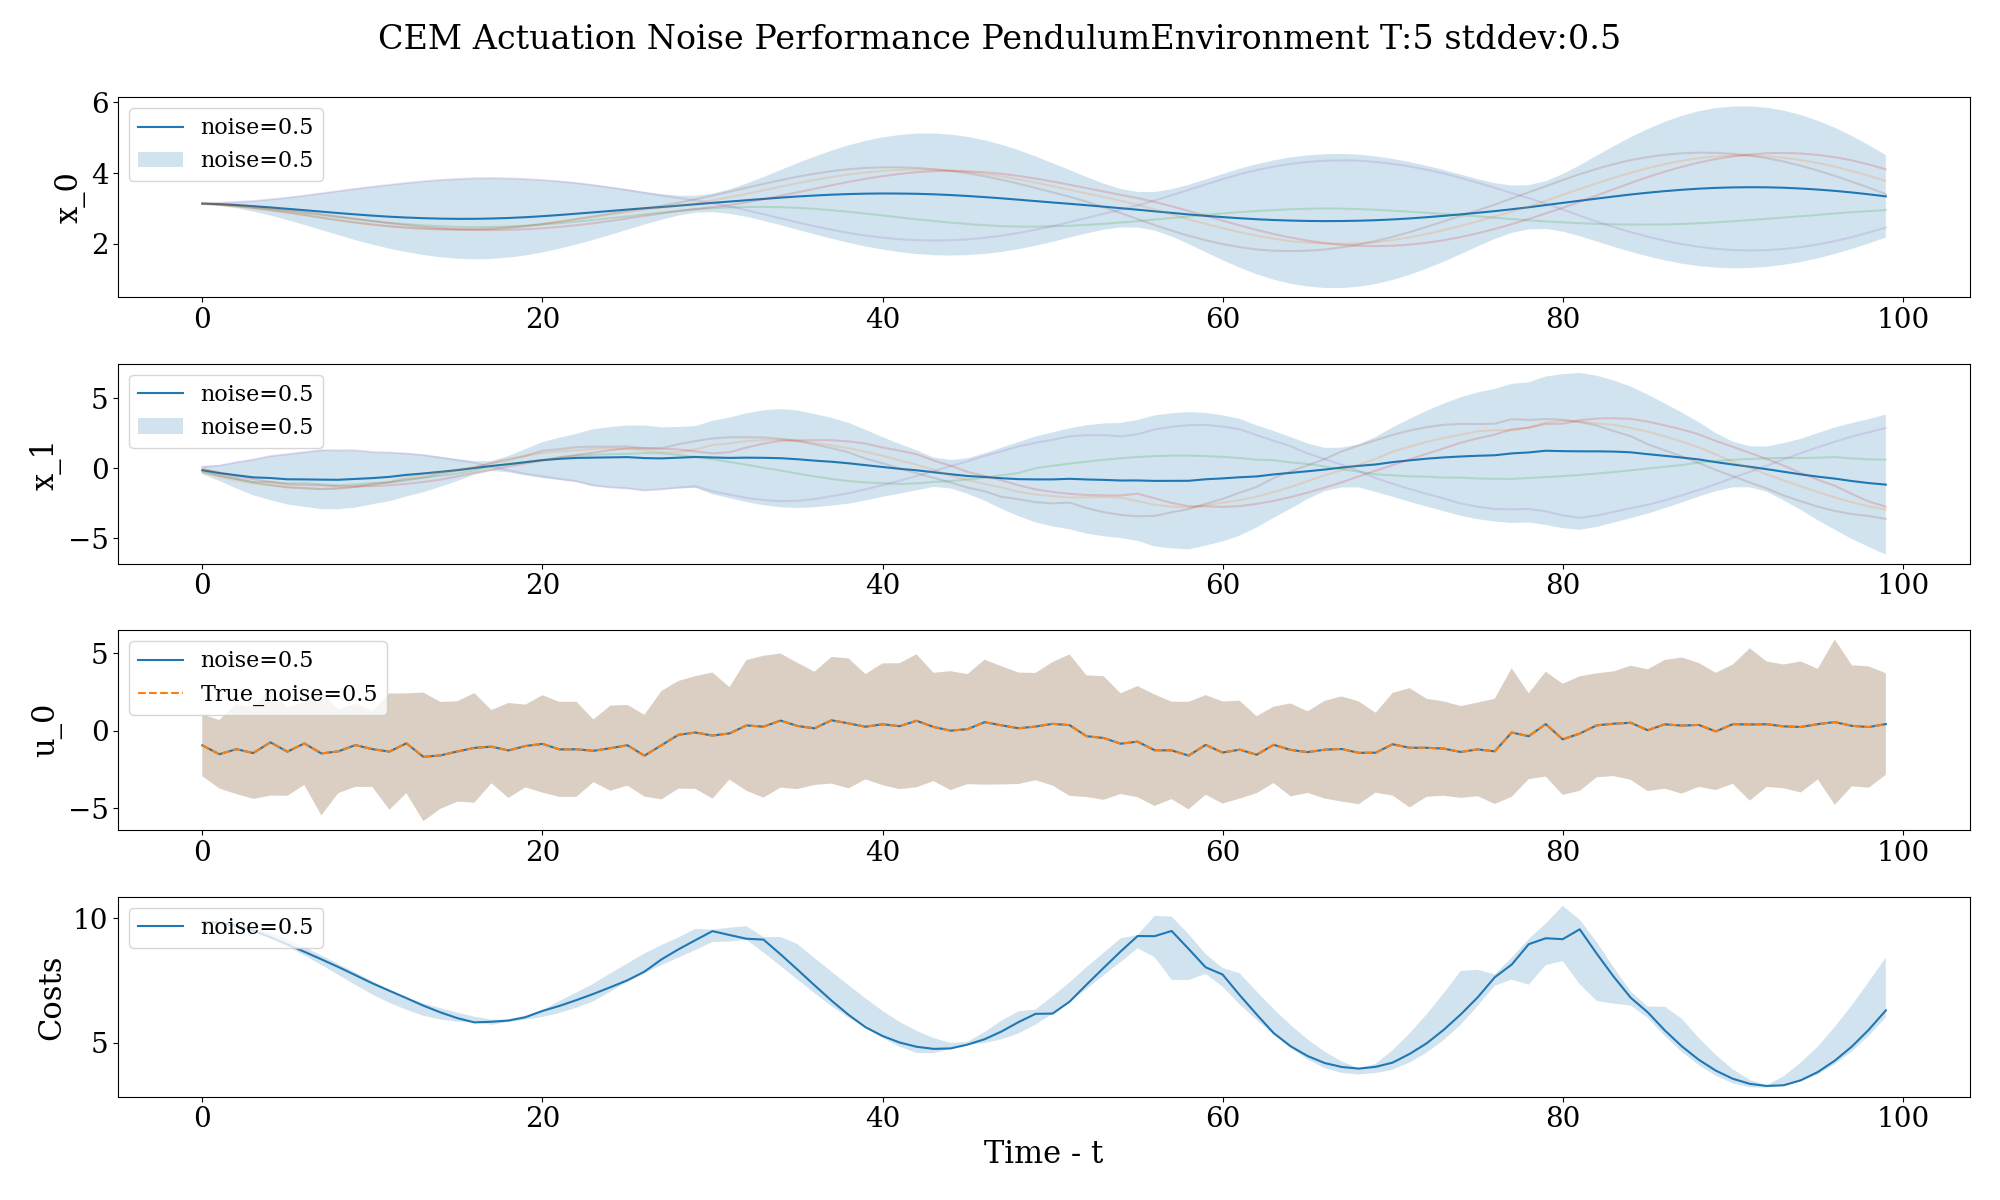 CEM Actuation Noise Performance PendulumEnvironment T:5 stddev:0.5
6
4
2
x_0
noise=0.5
noise=0.5
0 20 40 60 80 100
5
0
−5
x_1
noise=0.5
noise=0.5
0 20 40 60 80 100
5
0
−5
u_0
noise=0.5
True_noise=0.5
0 20 40 60 80 100
10
5
Costs
noise=0.5
0 20 40 60 80 100
Time - t